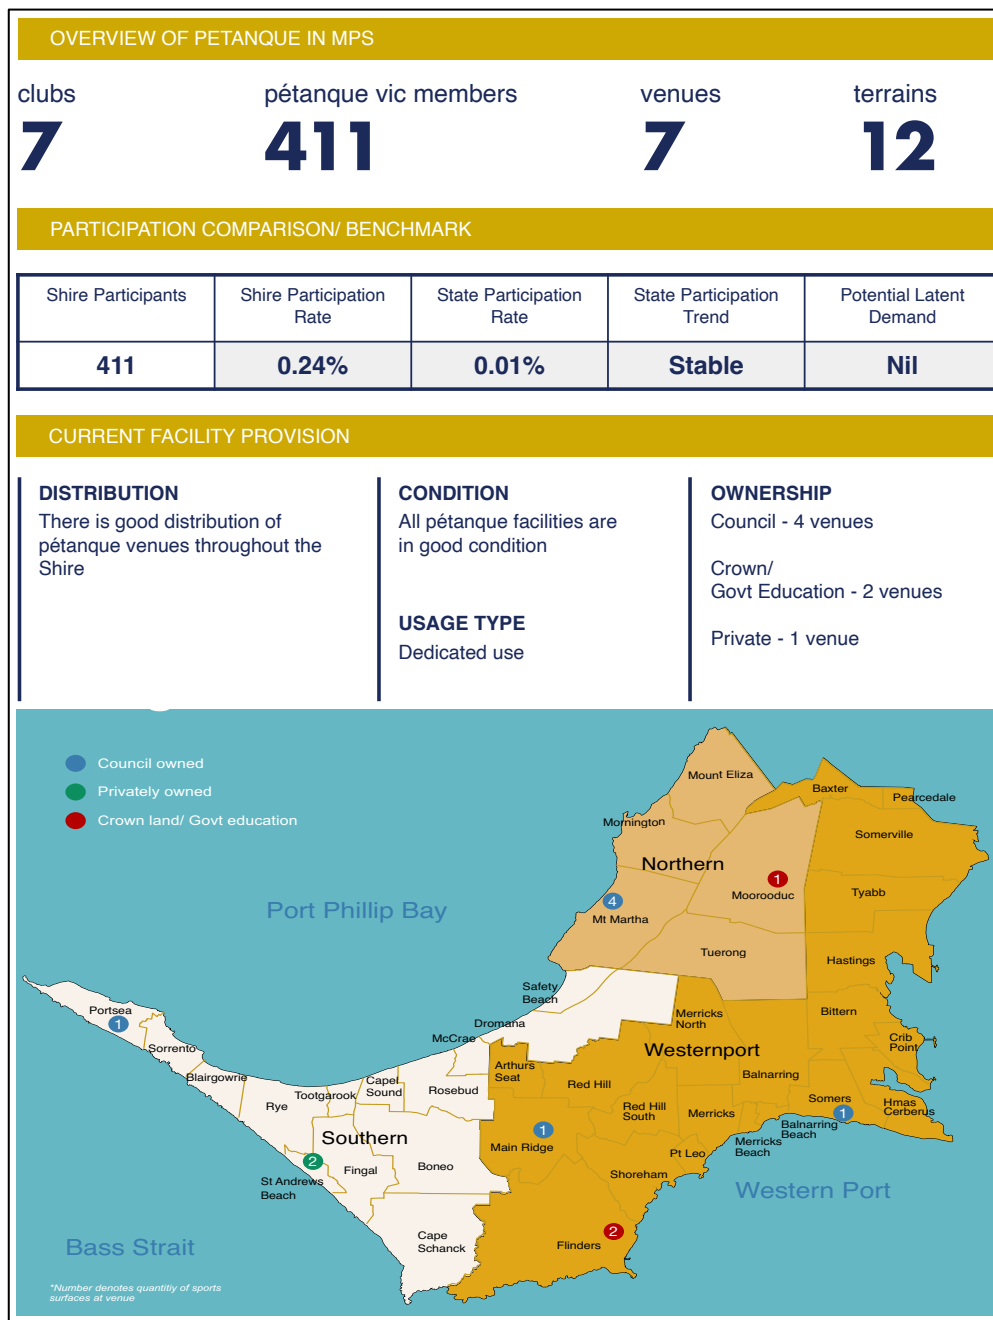 OVERVIEW OF PETANQUE IN MPS
clubs
7
pétanque vic members
411
venues
7
terrains
12
PARTICIPATION COMPARISON/ BENCHMARK
Shire Participants
Shire Participation
Rate
State Participation
Rate
State Participation
Trend
Potential Latent
Demand
411
0.24%
0.01%
Stable
Nil
CURRENT FACILITY PROVISION
DISTRIBUTION
There is good distribution of
pétanque venues throughout the
Shire
CONDITION
All pétanque facilities are
in good condition
USAGE TYPE
Dedicated use
OWNERSHIP
Council - 4 venues
Crown/
Govt Education - 2 venues
Private - 1 venue
Council owned
Privately owned
Crown land/ Govt education
Mount Eliza
Baxter
Pearcedale
Mornington
Somerville
Northern
1
Moorooduc
Tyabb
4
Mt Martha
Port Phillip Bay
Tuerong
Hastings
Safety
Beach
Portsea
1
Dromana
Merricks
North
Bittern
McCrae
Sorrento
Westernport
Crib
Point
Arthurs
Seat
Blairgowrie
Capel
Sound
Rosebud
Red Hill
Balnarring
Tootgarook
Rye
Somers
1
Hmas
Cerberus
Red Hill
South
Merricks
Balnarring
Beach
Southern
1
Main Ridge
Merricks
Beach
Pt Leo
2
Fingal
Boneo
Shoreham
St Andrews
Beach
Western Port
Cape
Schanck
2
Flinders
Bass Strait
*Number denotes quantitiy of sports
surfaces at venue